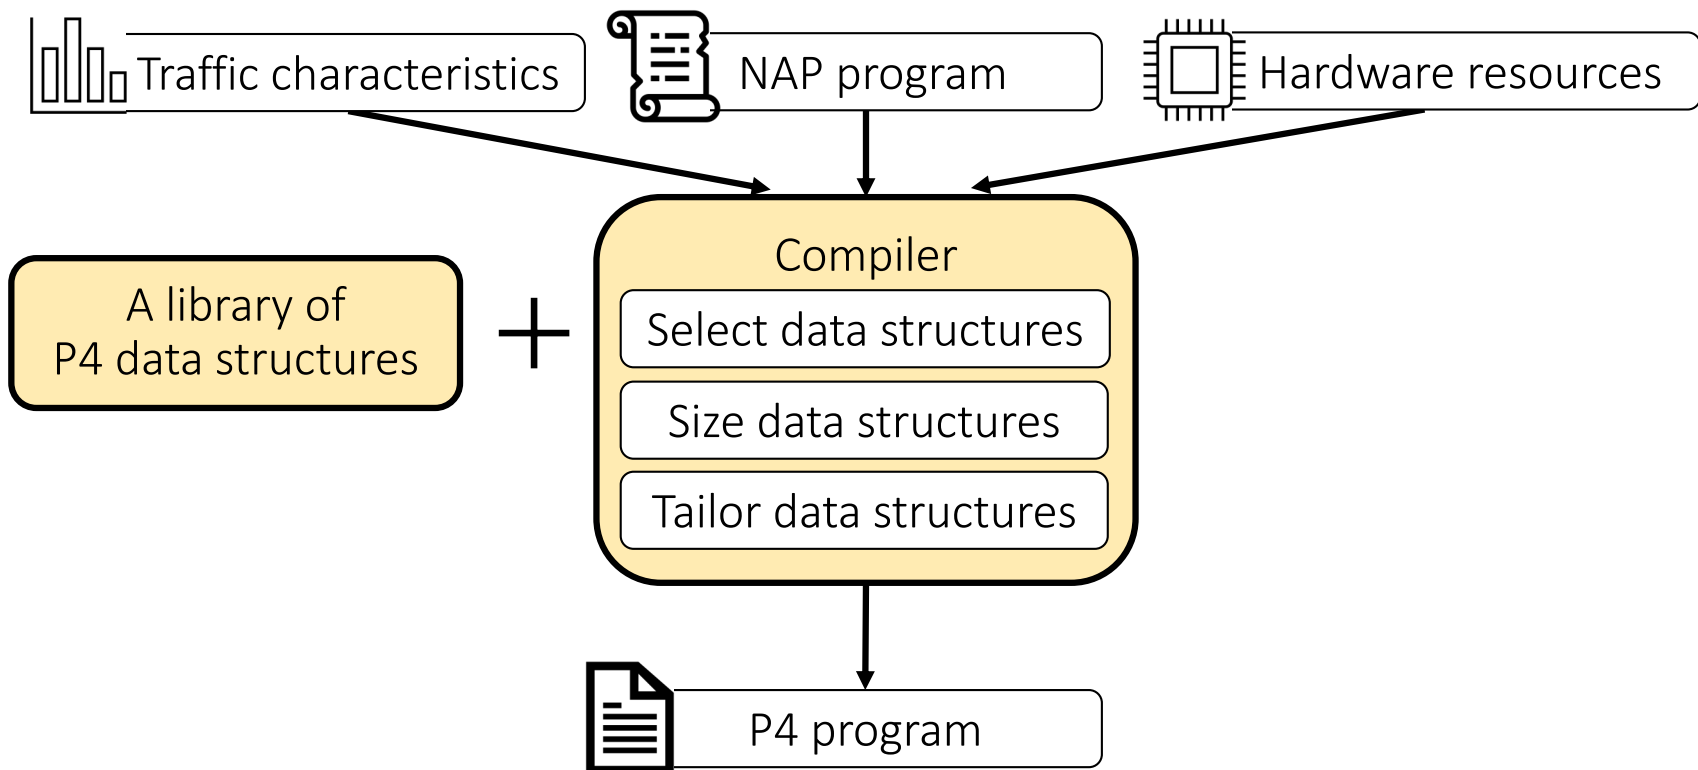 Traffic characteristics
NAP program
Hardware resources
Compiler
A library of
P4 data structures
Select data structures
Size data structures
Tailor data structures
P4 program